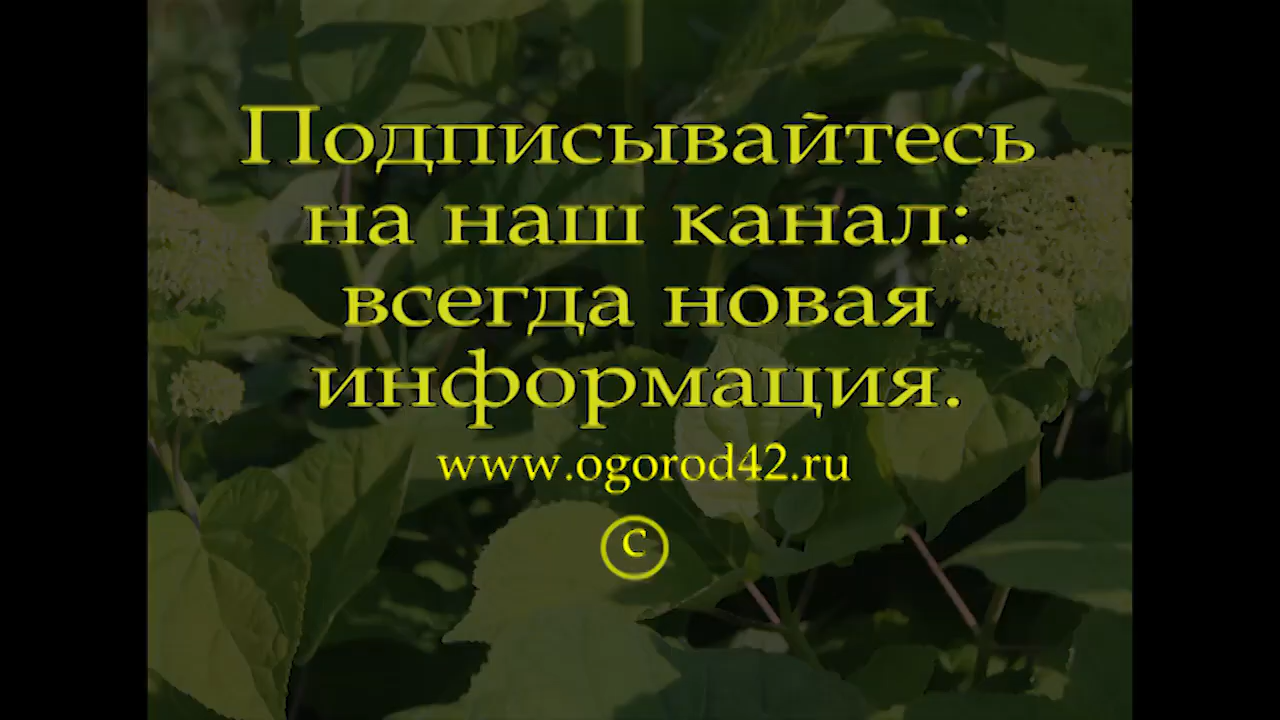 Подписывайтесь
на наш канал:
всегда новая
информация.
www.ogorod42.ru
©